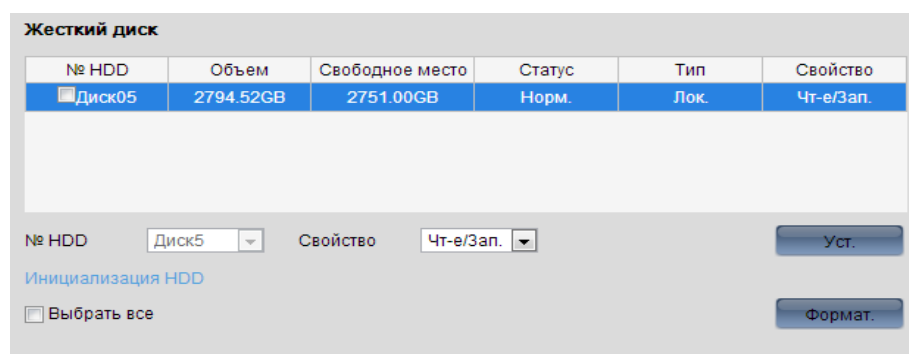 Жесткий диск
№ HDD Объем Свободное место Статус Тип Свойство
Диск05 2794.52GB 2751.00GB Норм. Лок. Чт-е/Зап.
№ HDD Диск5 Свойство Чт-е/Зап. Уст.
Инициализация HDD
Выбрать все Формат.